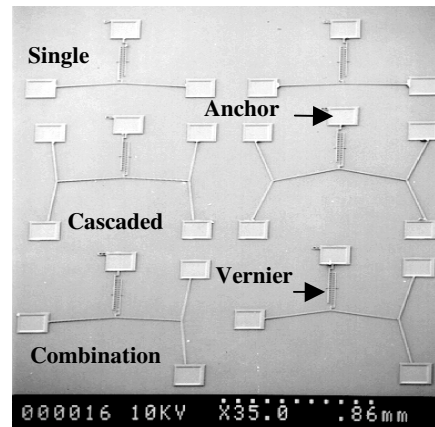 Single
Anchor
Cascaded
Vernier
Combination
000016 10KV X35.0 .86mm